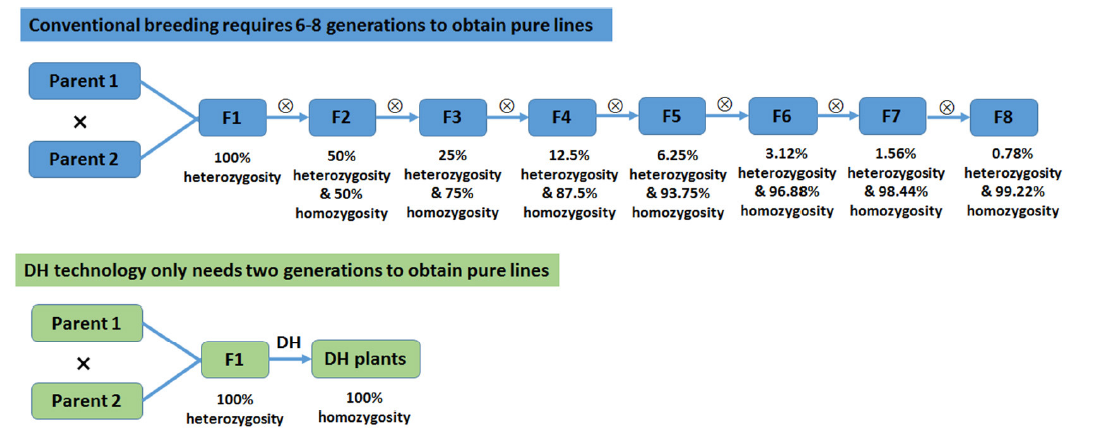 Conventional breeding requires 6-8 generations to obtain pure lines
Parent 1
×
Parent 2
F1
⊗
F2
⊗
F3
⊗
F4
⊗
F5
⊗
F6
⊗
F7
⊗
F8
100%
heterozygosity
50%
heterozygosity
& 50%
homozygosity
25%
heterozygosity
& 75%
homozygosity
12.5%
heterozygosity
& 87.5%
homozygosity
6.25%
heterozygosity
& 93.75%
homozygosity
3.12%
heterozygosity
& 96.88%
homozygosity
1.56%
heterozygosity
& 98.44%
homozygosity
0.78%
heterozygosity
& 99.22%
homozygosity
DH technology only needs two generations to obtain pure lines
Parent 1
×
Parent 2
F1
DH
DH plants
100%
heterozygosity
100%
homozygosity